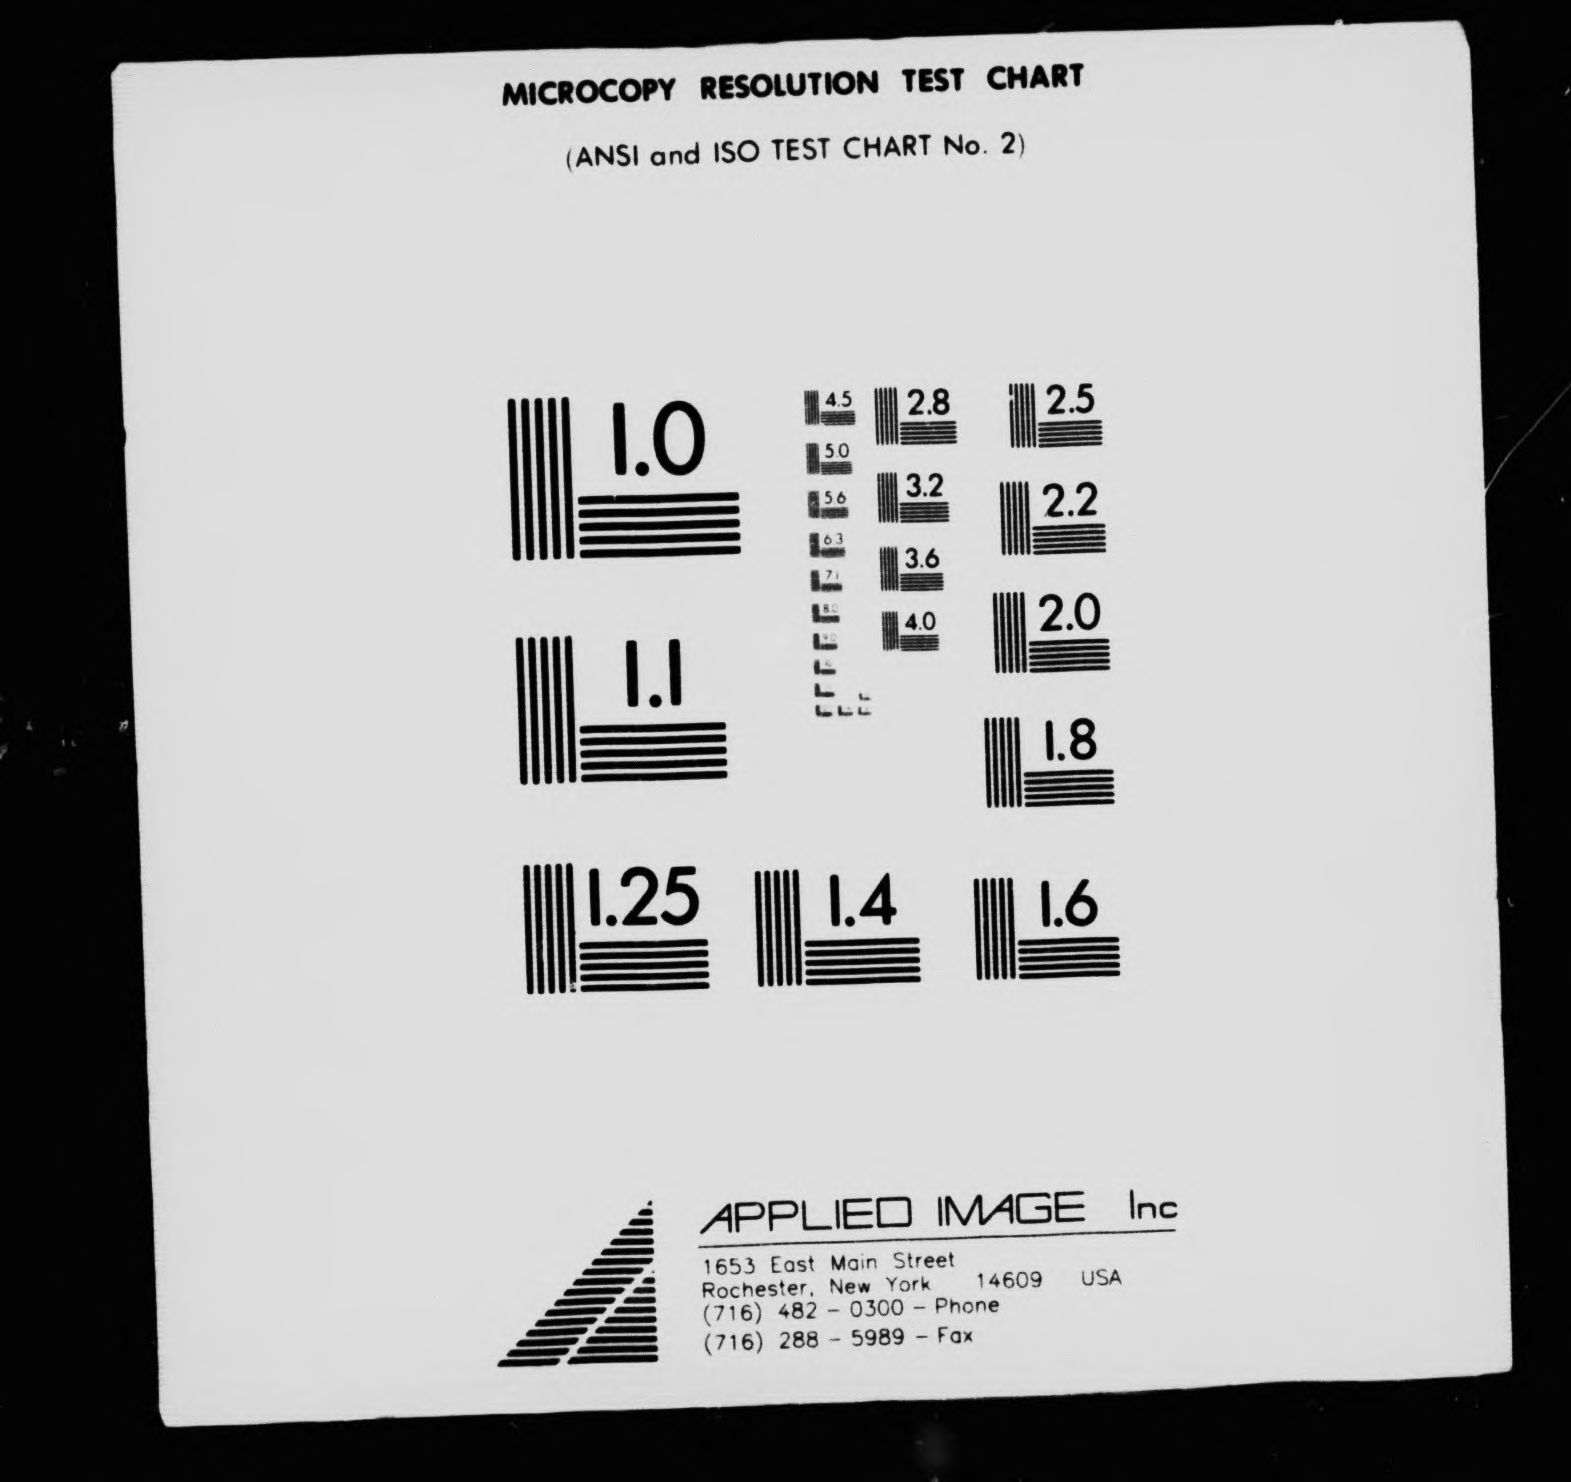 MICROCOPY RESOLUTION TEST CHART
(ANSI and ISO TEST CHART No. 2)
1.0
1.1
1.25
1.4
1.6
1.8
2.0
2.2
2.5
2.8
3.2
3.6
4.0
4.5
5.0
5.6
6.3
7.1
8.0
9.0
APPLIED IMAGE Inc
1653 East Main Street
Rochester, New York 14609 USA
(716) 482 - 0300 - Phone
(716) 288 - 5989 - Fax